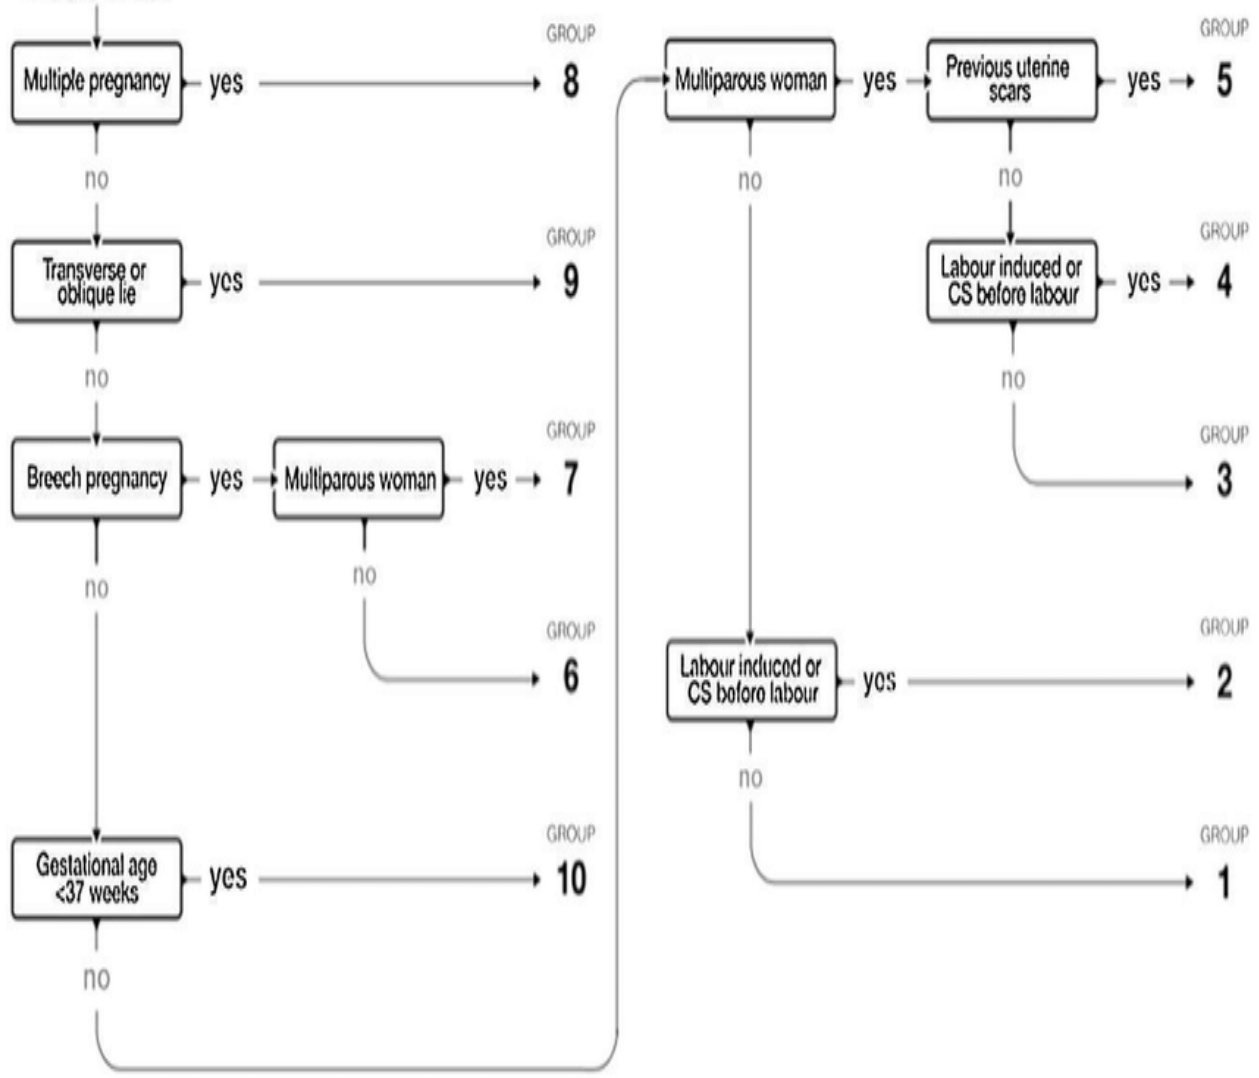 GROUP
Multiple pregnancy
yes
8
no
GROUP
Transverse or
oblique lie
yes
9
no
GROUP
Breech pregnancy
yes
Multiparous woman
yes
7
no
no
GROUP
6
GROUP
Gestational age
<37 weeks
yes
10
no
GROUP
Multiparous woman
yes
Previous uterine
scars
yes
5
no
no
GROUP
Labour induced or
CS before labour
yes
4
no
GROUP
3
GROUP
Labour induced or
CS before labour
yes
2
no
GROUP
1